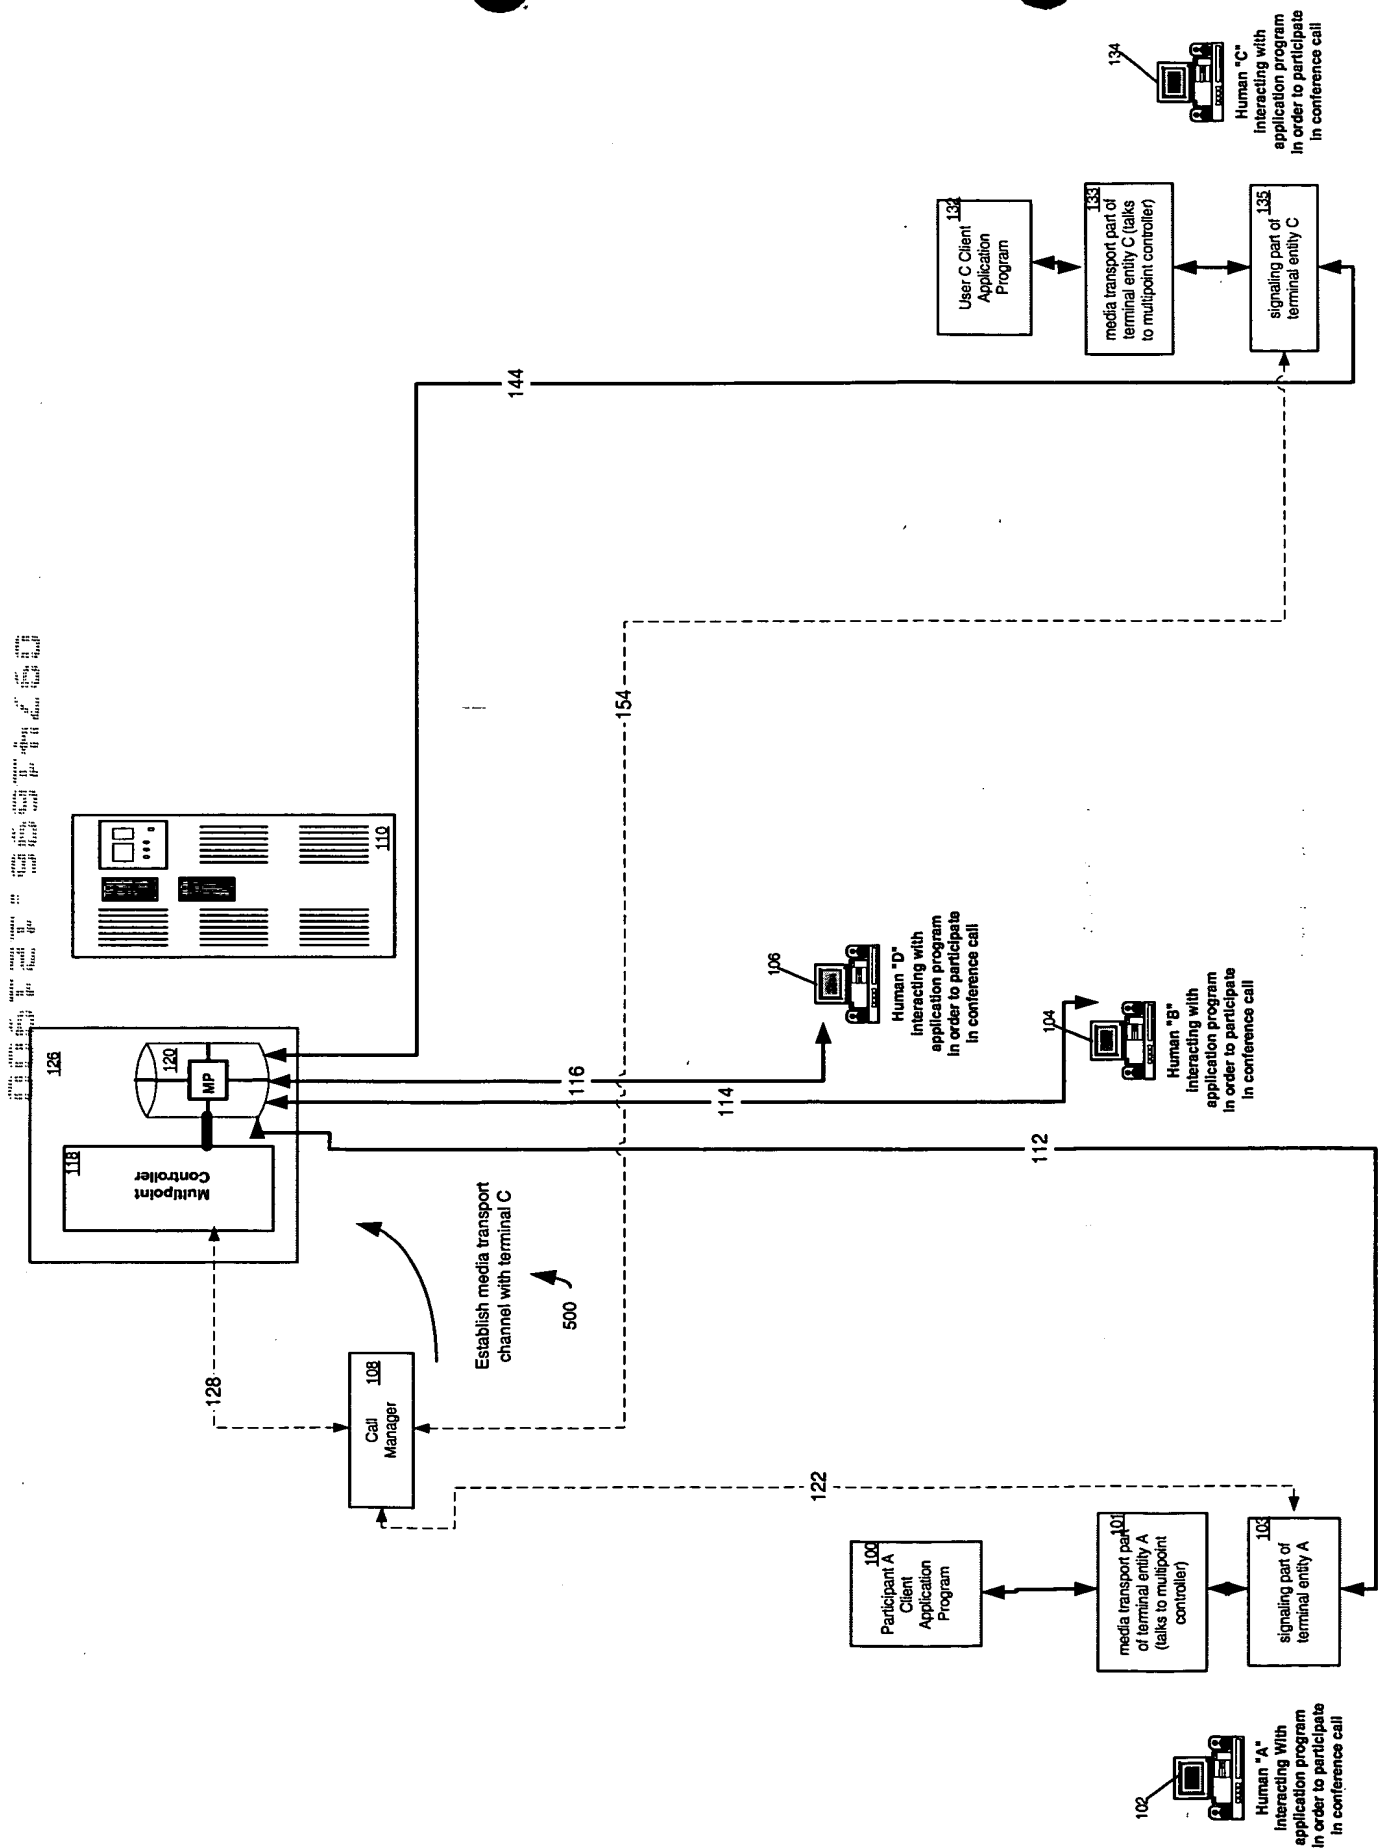 126
120
MP
118
Multipoint
Controller
110
128
Call
Manager
108
Establish media transport
channel with terminal C
500
144
154
116
114
112
122
106
Human "D"
Interacting with
application program
in order to participate
in conference call
104
Human "B"
Interacting with
application program
in order to participate
in conference call
100
Participant A
Client
Application
Program
101
media transport part
of terminal entity A
(talks to multipoint
controller)
103
signaling part of
terminal entity A
102
Human "A"
Interacting With
application program
in order to participate
in conference call
132
User C Client
Application
Program
133
media transport part of
terminal entity C (talks
to multipoint controller)
135
signaling part of
terminal entity C
134
Human "C"
Interacting with
application program
in order to participate
in conference call